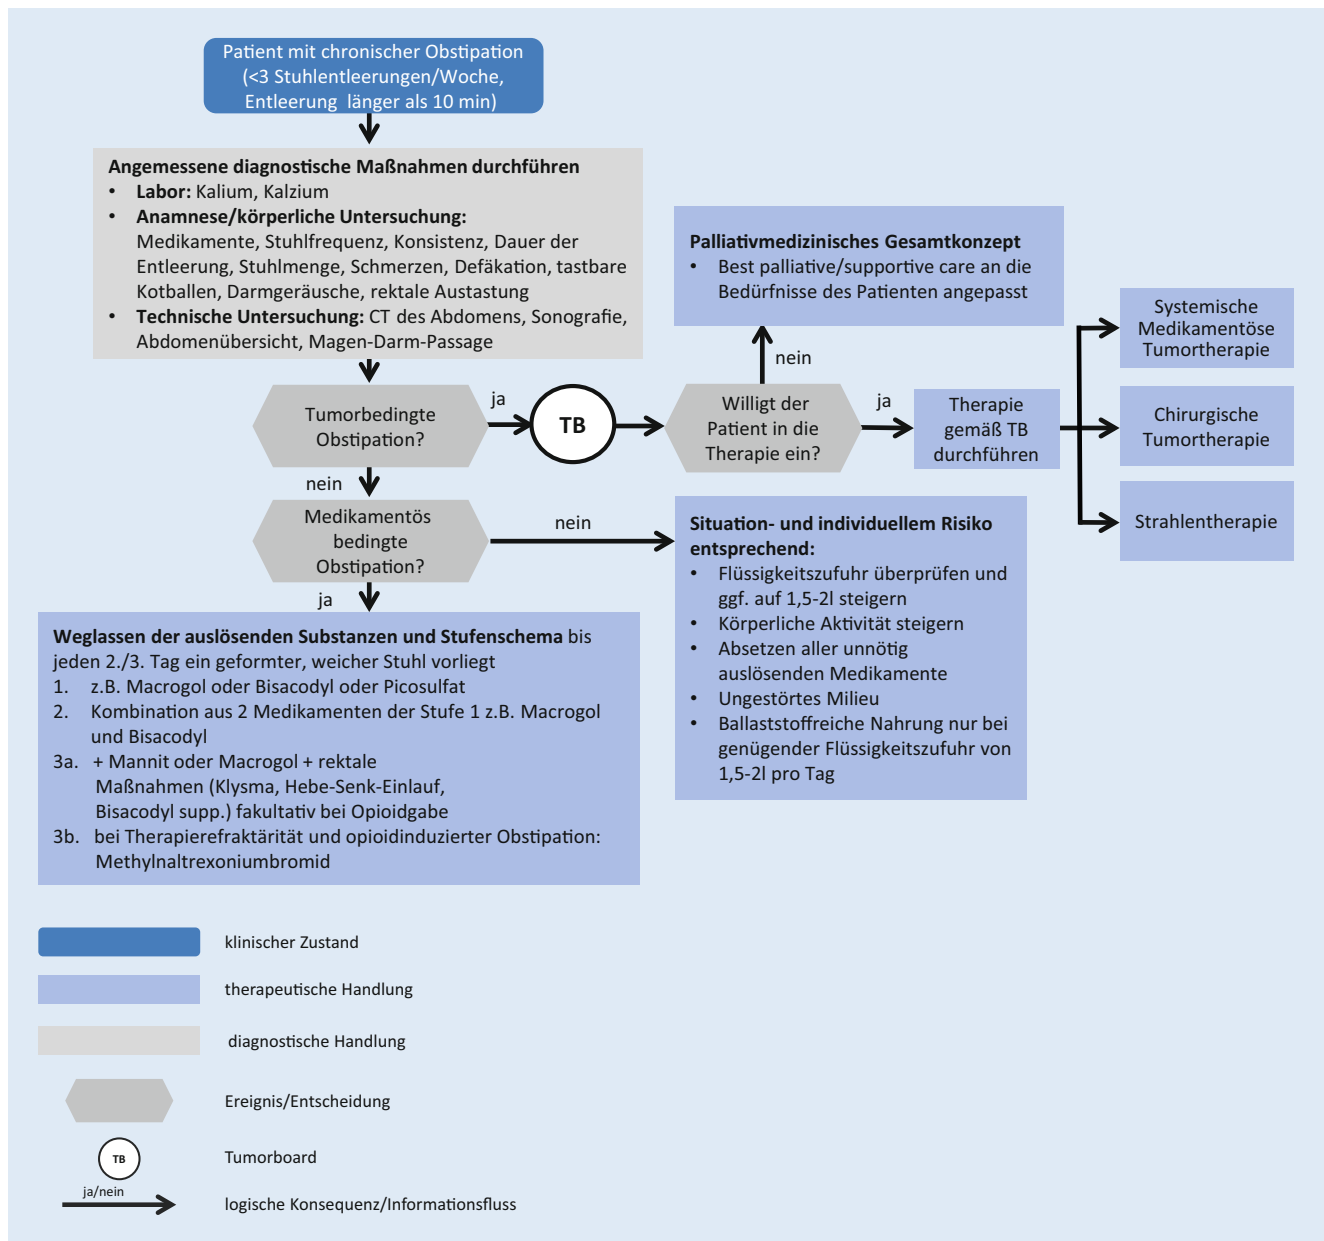 Patient mit chronischer Obstipation
(<3 Stuhlentleerungen/Woche,
Entleerung länger als 10 min)
Angemessene diagnostische Maßnahmen durchführen
• Labor: Kalium, Kalzium
• Anamnese/körperliche Untersuchung:
Medikamente, Stuhlfrequenz, Konsistenz, Dauer der
Entleerung, Stuhlmenge, Schmerzen, Defäkation, tastbare
Kotballen, Darmgeräusche, rektale Austastung
• Technische Untersuchung: CT des Abdomens, Sonografie,
Abdomenübersicht, Magen-Darm-Passage
Tumorbedingte
Obstipation?
ja
TB
Willigt der
Patient in die
Therapie ein?
nein
Palliativmedizinisches Gesamtkonzept
• Best palliative/supportive care an die
Bedürfnisse des Patienten angepasst
ja
Therapie
gemäß TB
durchführen
Systemische
Medikamentöse
Tumortherapie
Chirurgische
Tumortherapie
Strahlentherapie
nein
Medikamentös
bedingte
Obstipation?
nein
Situation- und individuellem Risiko
entsprechend:
• Flüssigkeitszufuhr überprüfen und
ggf. auf 1,5-2l steigern
• Körperliche Aktivität steigern
• Absetzen aller unnötig
auslösenden Medikamente
• Ungestörtes Milieu
• Ballaststoffreiche Nahrung nur bei
genügender Flüssigkeitszufuhr von
1,5-2l pro Tag
ja
Weglassen der auslösenden Substanzen und Stufenschema bis
jeden 2./3. Tag ein geformter, weicher Stuhl vorliegt
1. z.B. Macrogol oder Bisacodyl oder Picosulfat
2. Kombination aus 2 Medikamenten der Stufe 1 z.B. Macrogol
und Bisacodyl
3a. + Mannit oder Macrogol + rektale
Maßnahmen (Klysma, Hebe-Senk-Einlauf,
Bisacodyl supp.) fakultativ bei Opioidgabe
3b. bei Therapierefraktärität und opioidinduzierter Obstipation:
Methylnaltrexoniumbromid
klinischer Zustand
therapeutische Handlung
diagnostische Handlung
Ereignis/Entscheidung
TB
Tumorboard
ja/nein
logische Konsequenz/Informationsfluss